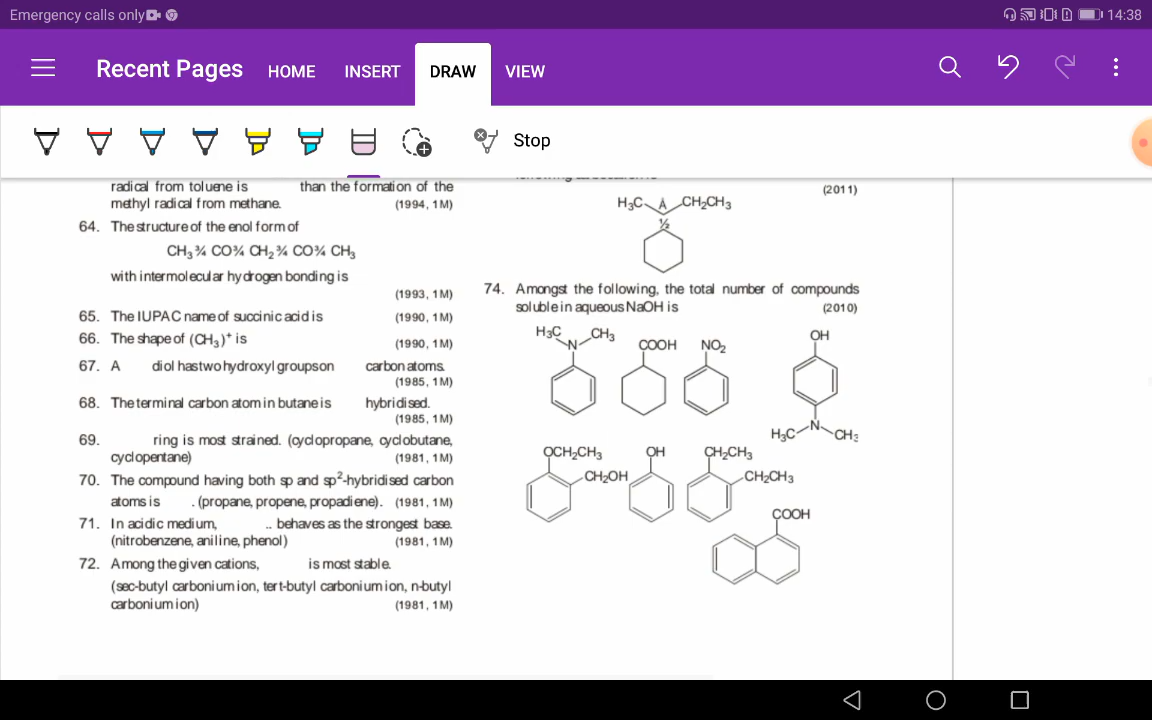 Emergency calls only
14:38
Recent Pages HOME INSERT DRAW VIEW
Stop
radical from toluene is than the formation of the
methyl radical from methane. (1994, 1M)
64. The structure of the enol form of
CH₃¾ CO¾ CH₂¾ CO¾ CH₃
with intermolecular hydrogen bonding is
(1993, 1M)
65. The IUPAC name of succinic acid is (1990, 1M)
66. The shape of (CH₃)⁺ is (1990, 1M)
67. A diol has two hydroxyl groups on carbon atoms.
(1985, 1M)
68. The terminal carbon atom in butane is hybridised.
(1985, 1M)
69. ring is most strained. (cyclopropane, cyclobutane,
cyclopentane) (1981, 1M)
70. The compound having both sp and sp²-hybridised carbon
atoms is . (propane, propene, propadiene). (1981, 1M)
71. In acidic medium, .. behaves as the strongest base.
(nitrobenzene, aniline, phenol) (1981, 1M)
72. Among the given cations, is most stable.
(sec-butyl carbonium ion, tert-butyl carbonium ion, n-butyl
carbonium ion) (1981, 1M)
(2011)
H₃C A CH₂CH₃
½
74. Amongst the following, the total number of compounds
soluble in aqueous NaOH is (2010)
H₃C N CH₃
COOH
NO₂
OH
H₃C N CH₃
OCH₂CH₃
CH₂OH
OH
CH₂CH₃
CH₂CH₃
COOH